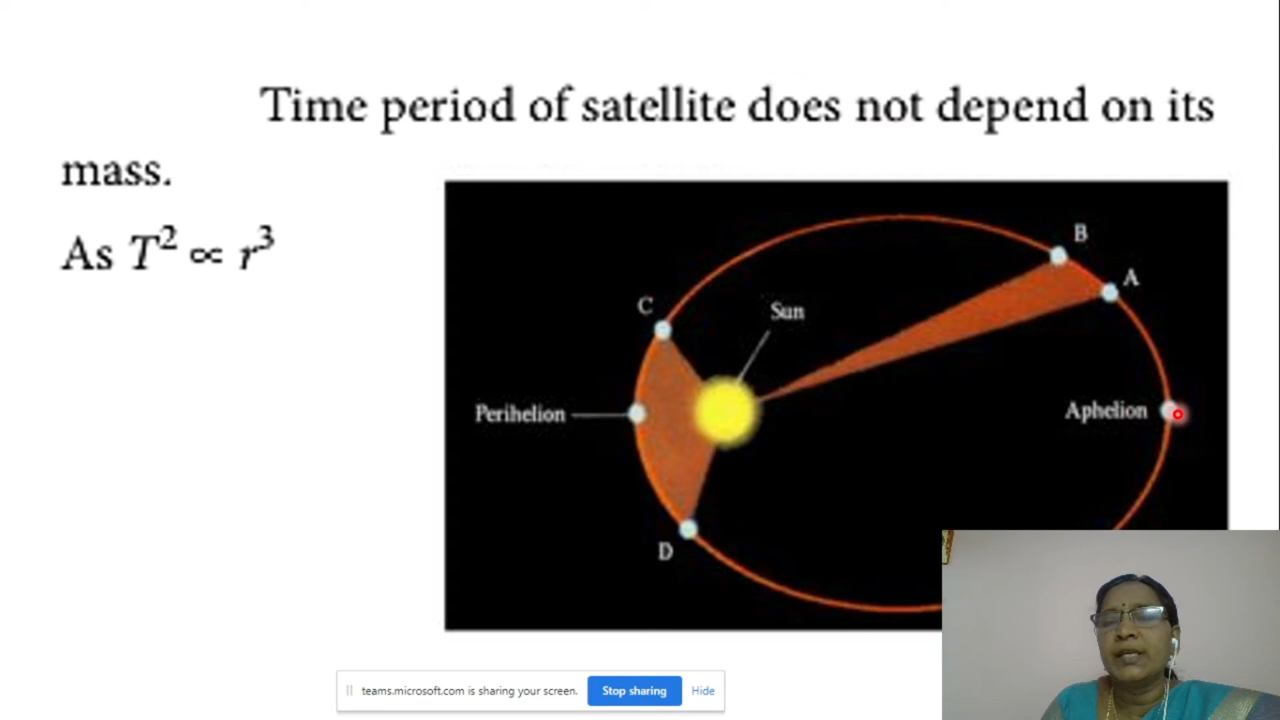 Time period of satellite does not depend on its
mass.
As T² ∝ r³
B
A
C
Sun
Perihelion
Aphelion
D
teams.microsoft.com is sharing your screen.
Stop sharing
Hide